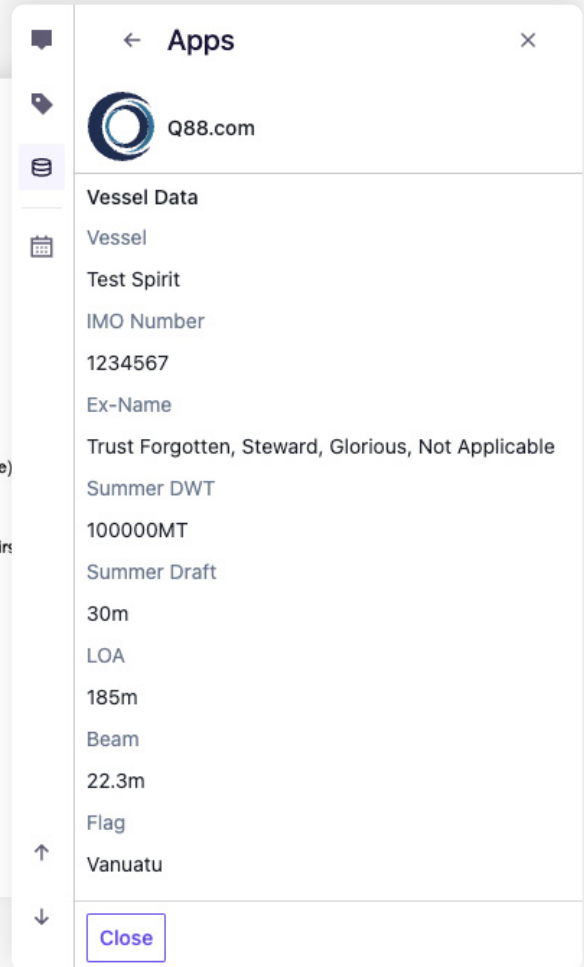 Apps
Q88.com
Vessel Data
Vessel
Test Spirit
IMO Number
1234567
Ex-Name
Trust Forgotten, Steward, Glorious, Not Applicable
Summer DWT
100000MT
Summer Draft
30m
LOA
185m
Beam
22.3m
Flag
Vanuatu
Close